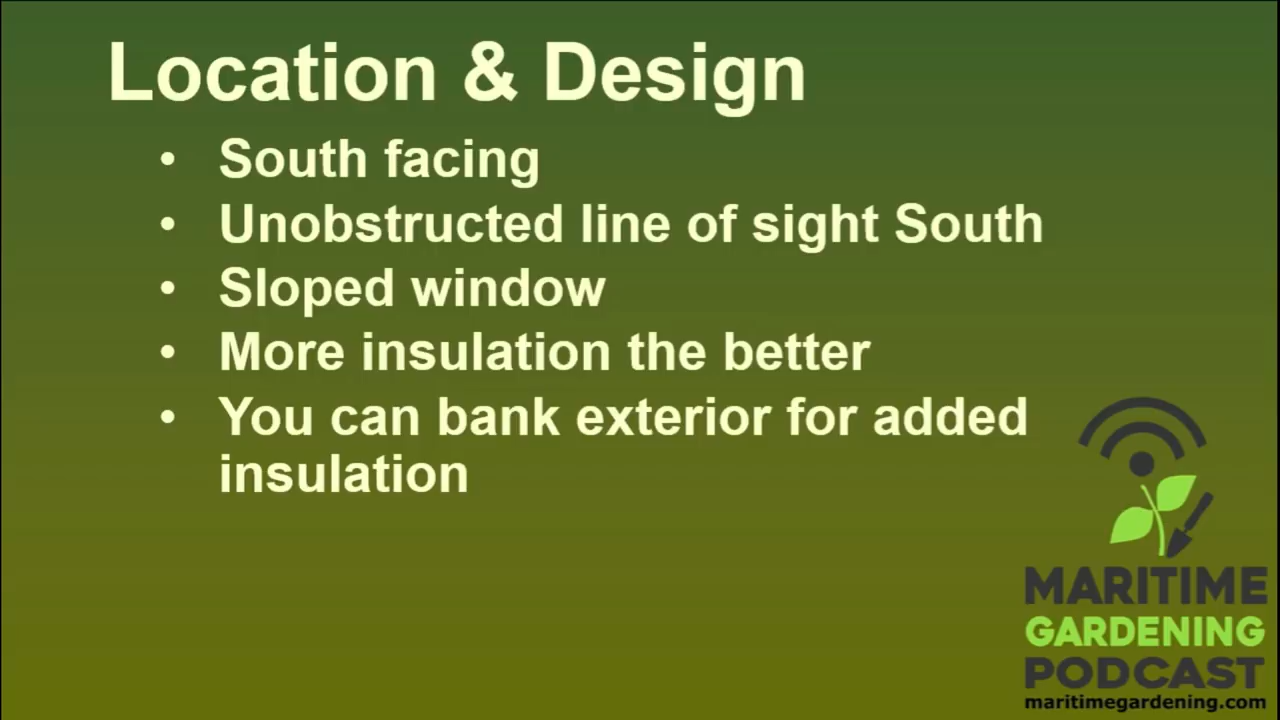 Location & Design
• South facing
• Unobstructed line of sight South
• Sloped window
• More insulation the better
• You can bank exterior for added
insulation
MARITIME
GARDENING
PODCAST
maritimegardening.com